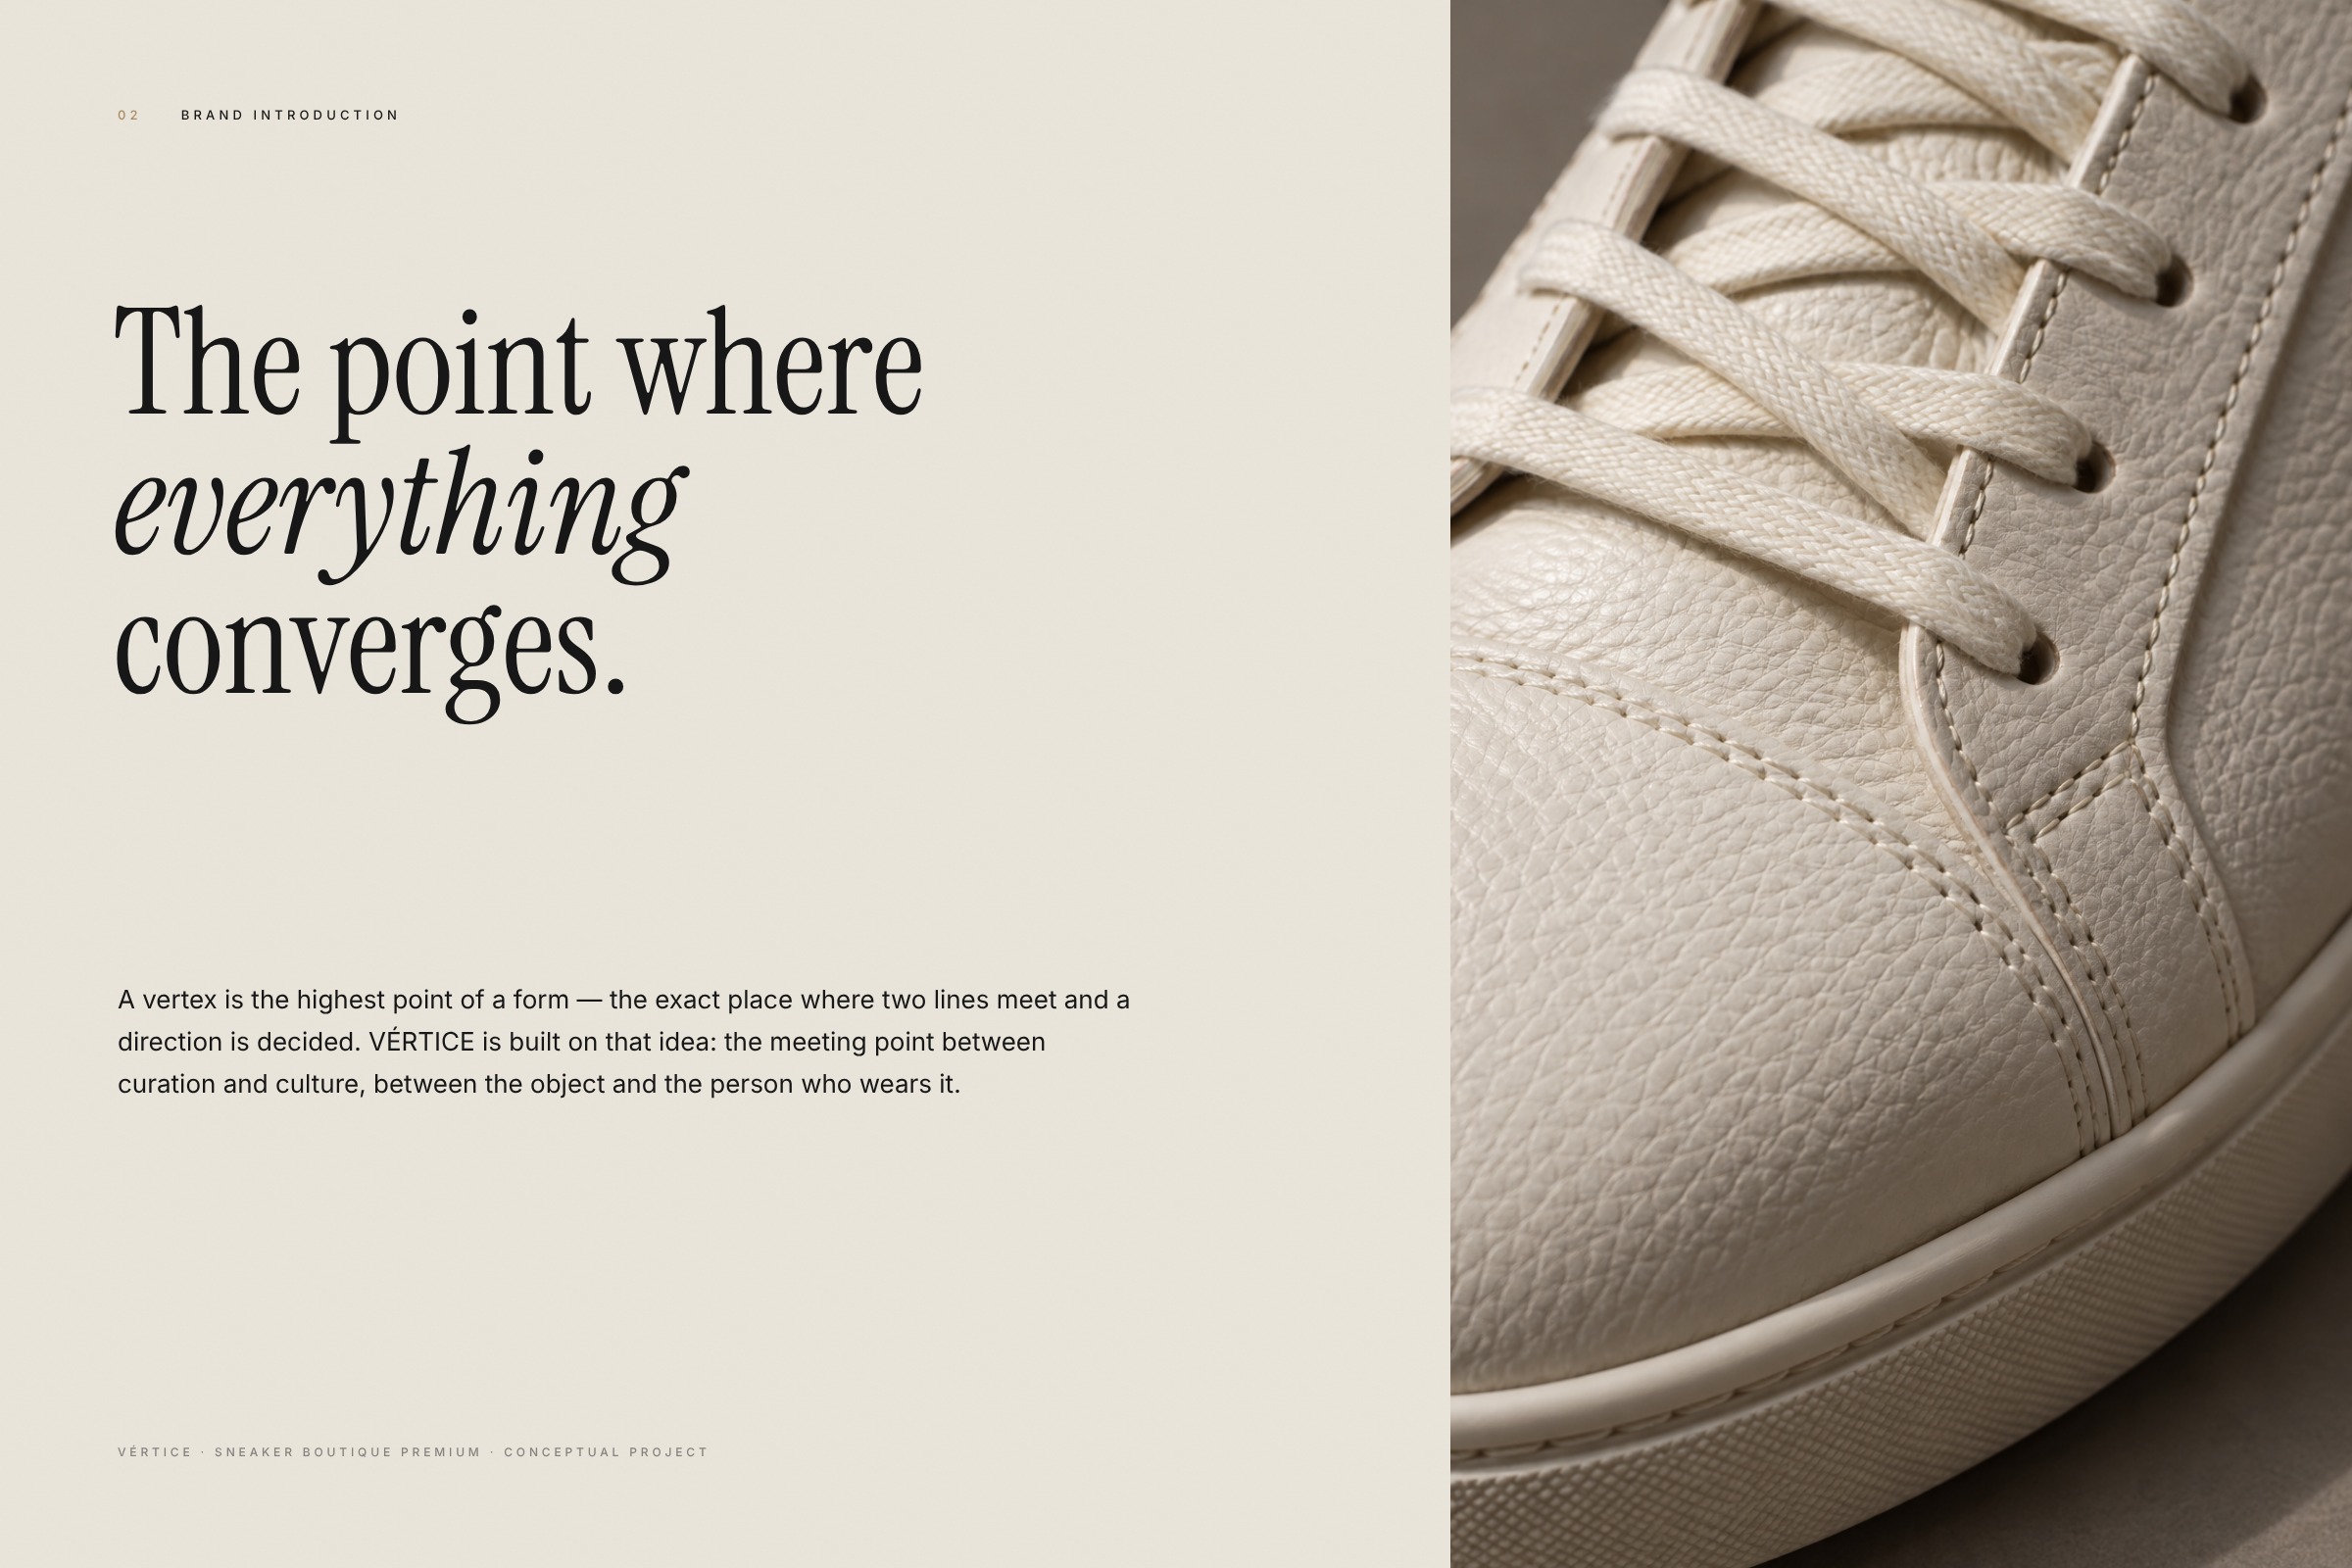 02 BRAND INTRODUCTION
The point where
everything
converges.
A vertex is the highest point of a form — the exact place where two lines meet and a
direction is decided. VÉRTICE is built on that idea: the meeting point between
curation and culture, between the object and the person who wears it.
VÉRTICE · SNEAKER BOUTIQUE PREMIUM · CONCEPTUAL PROJECT